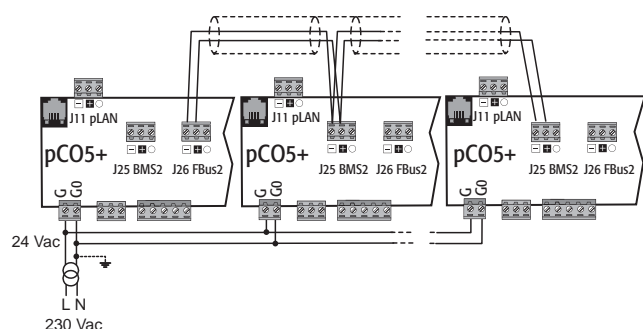 J11 pLAN
J11 pLAN
J11 pLAN
pCO5+
J25 BMS2
J26 FBus2
pCO5+
J25 BMS2
J26 FBus2
pCO5+
J25 BMS2
J26 FBus2
G
G0
G
G0
G
G0
24 Vac
L N
230 Vac